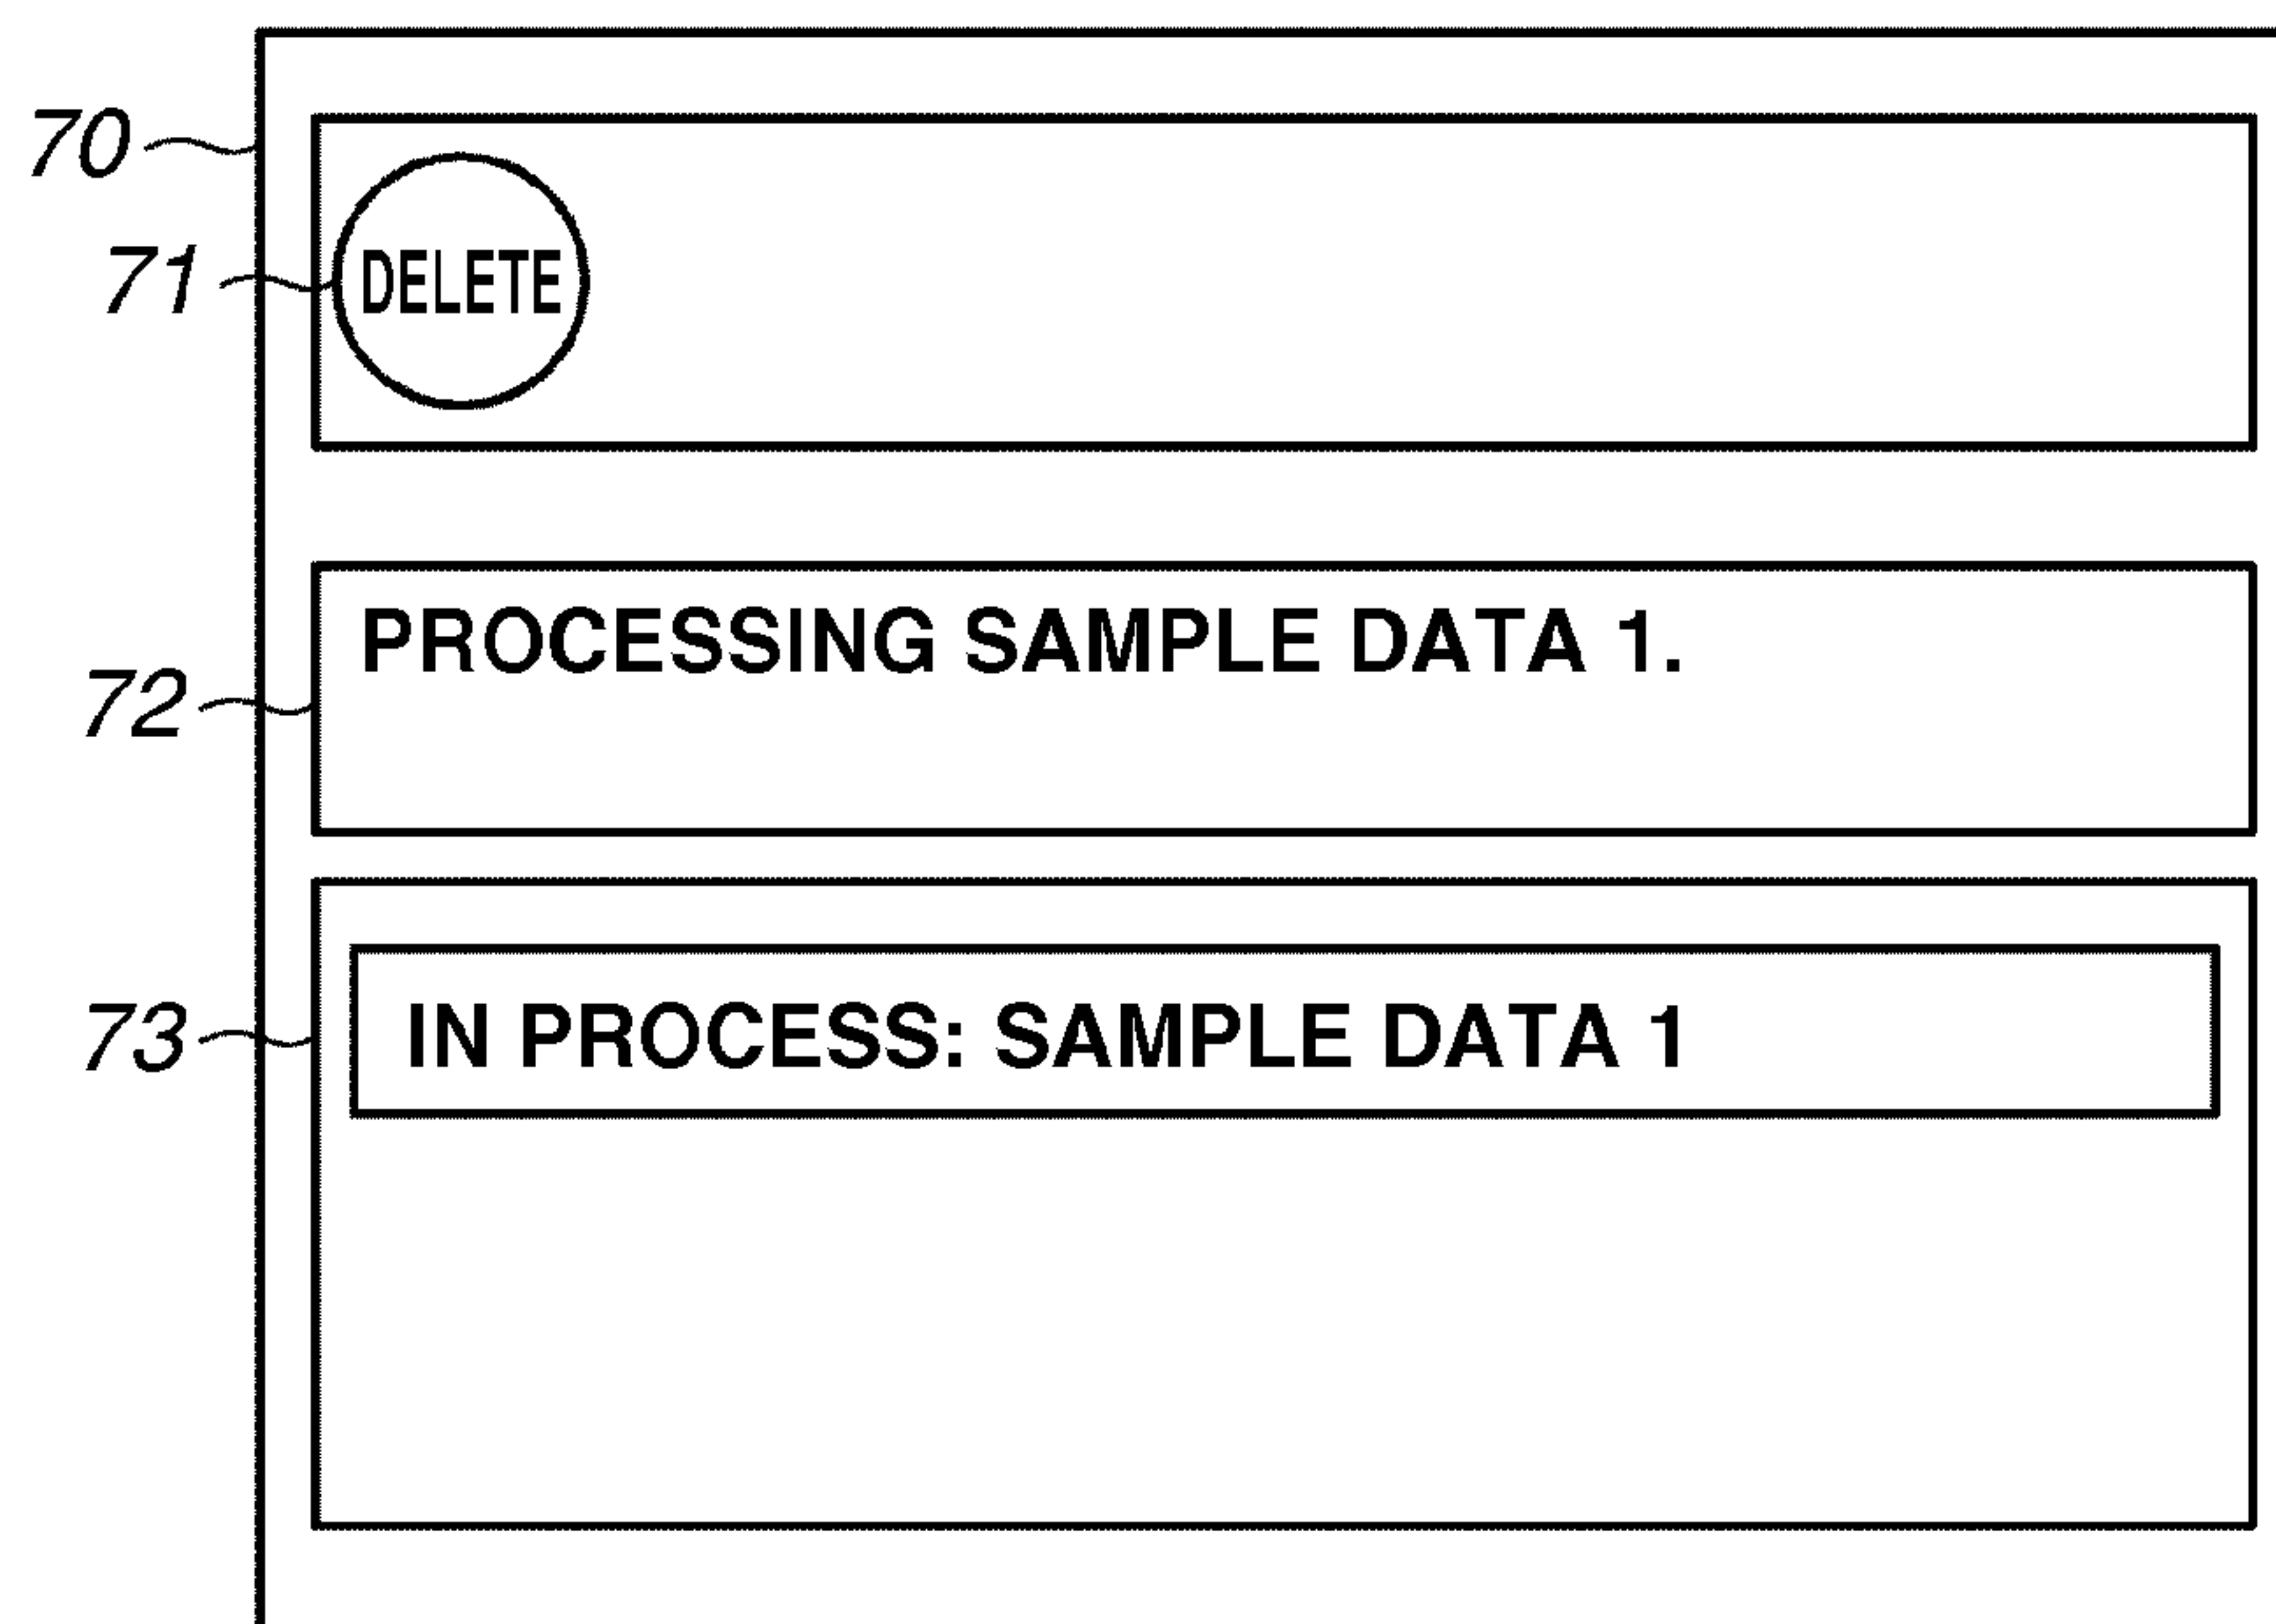 70
71
DELETE
72
PROCESSING SAMPLE DATA 1.
73
IN PROCESS: SAMPLE DATA 1